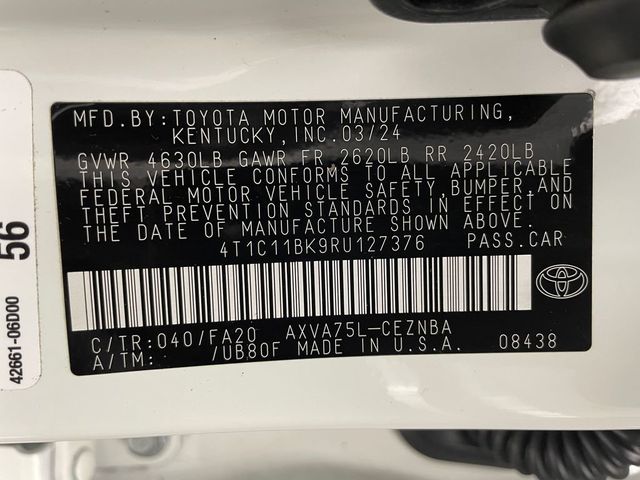 MFD.BY:TOYOTA MOTOR MANUFACTURING,
KENTUCKY,INC.03/24
GVWR 4630LB GAWR FR 2620LB RR 2420LB
THIS VEHICLE CONFORMS TO ALL APPLICABLE
FEDERAL MOTOR VEHICLE SAFETY,BUMPER,AND
THEFT PREVENTION STANDARDS IN EFFECT ON
THE DATE OF MANUFACTURE SHOWN ABOVE.
4T1C11BK9RU127376 PASS.CAR
C/TR:040/FA20 AXVA75L-CEZNBA
A/TM: /UB80F MADE IN U.S.A. 08438
56
42661-06D00